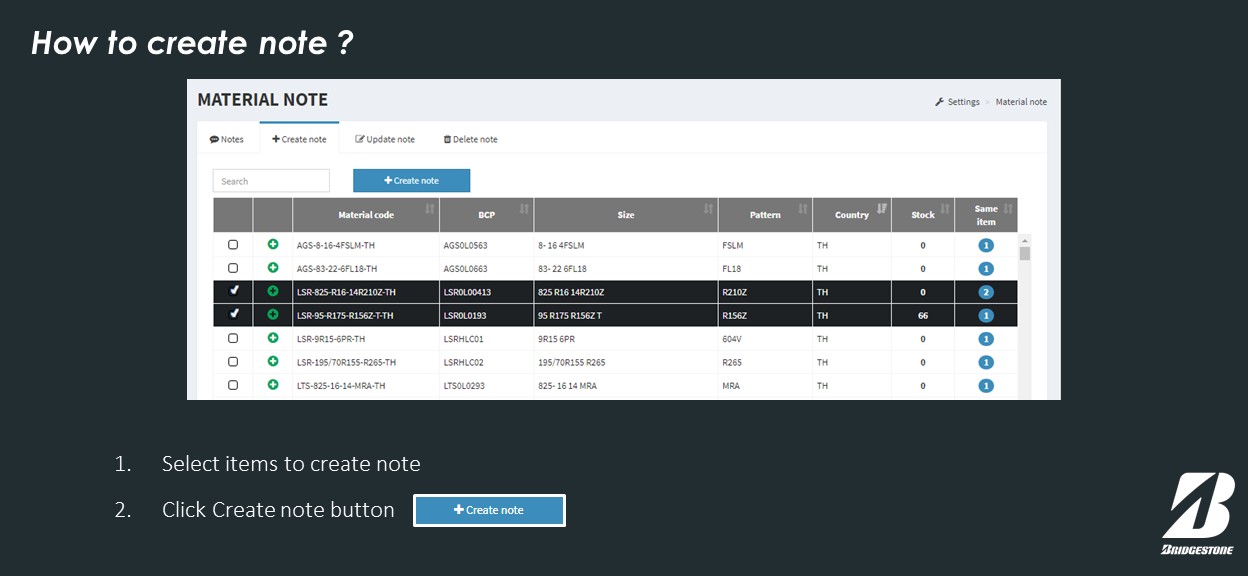 How to create note ?
MATERIAL NOTE
Settings > Material note
Notes Create note Update note Delete note
Search Create note
Material code BCP Size Pattern Country Stock Same item
AGS-8-16-4FSLM-TH AGS0L0563 8- 16 4FSLM FSLM TH 0 1
AGS-83-22-6FL18-TH AGS0L0663 83- 22 6FL18 FL18 TH 0 1
LSR-825-R16-14R210Z-TH LSR0L00413 825 R16 14R210Z R210Z TH 0 2
LSR-95-R175-R156Z-T-TH LSR0L0193 95 R175 R156Z T R156Z TH 66 1
LSR-9R15-6PR-TH LSRHLC01 9R15 6PR 604V TH 0 1
LSR-195/70R155-R265-TH LSRHLC02 195/70R155 R265 R265 TH 0 1
LTS-825-16-14-MRA-TH LTS0L0293 825- 16 14 MRA MRA TH 0 1
1. Select items to create note
2. Click Create note button Create note
BRIDGESTONE